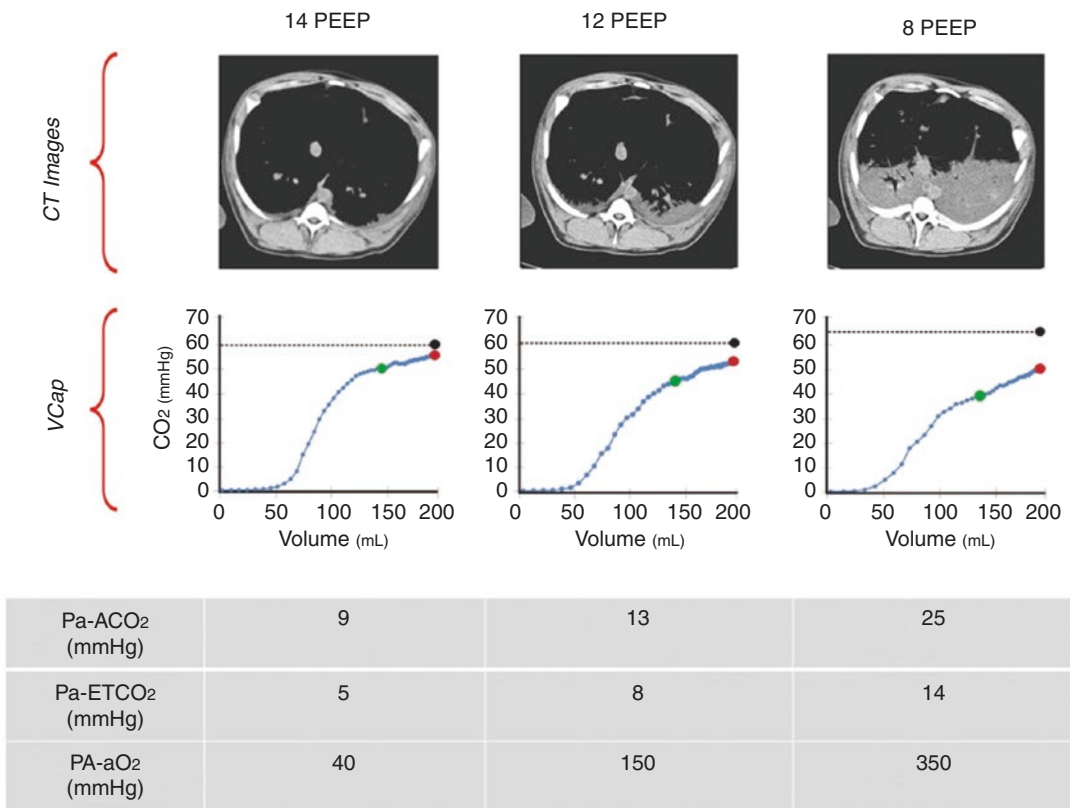 14 PEEP
12 PEEP
8 PEEP
CT Images
VCap
CO2 (mmHg)
70
60
50
40
30
20
10
0
0 50 100 150 200
Volume (mL)
70
60
50
40
30
20
10
0
0 50 100 150 200
Volume (mL)
70
60
50
40
30
20
10
0
0 50 100 150 200
Volume (mL)
Pa-ACO2 9 13 25
(mmHg)
Pa-ETCO2 5 8 14
(mmHg)
PA-aO2 40 150 350
(mmHg)